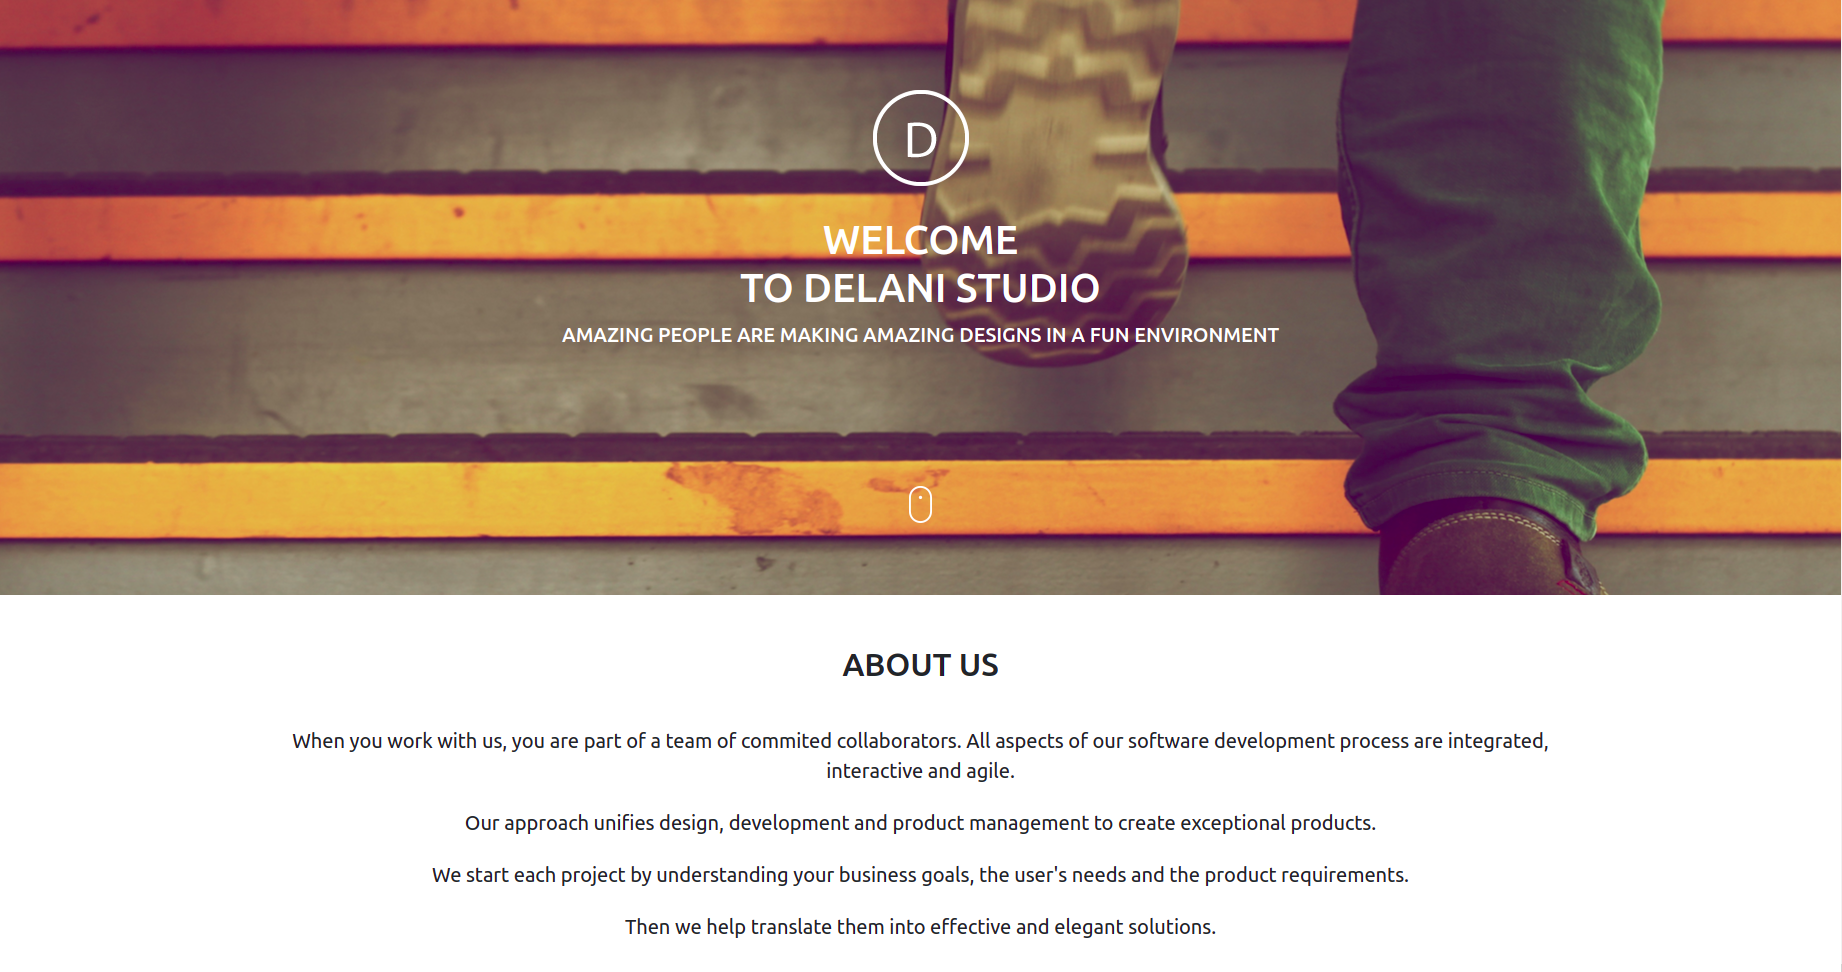 D
WELCOME
TO DELANI STUDIO
AMAZING PEOPLE ARE MAKING AMAZING DESIGNS IN A FUN ENVIRONMENT
ABOUT US
When you work with us, you are part of a team of commited collaborators. All aspects of our software development process are integrated,
interactive and agile.
Our approach unifies design, development and product management to create exceptional products.
We start each project by understanding your business goals, the user's needs and the product requirements.
Then we help translate them into effective and elegant solutions.